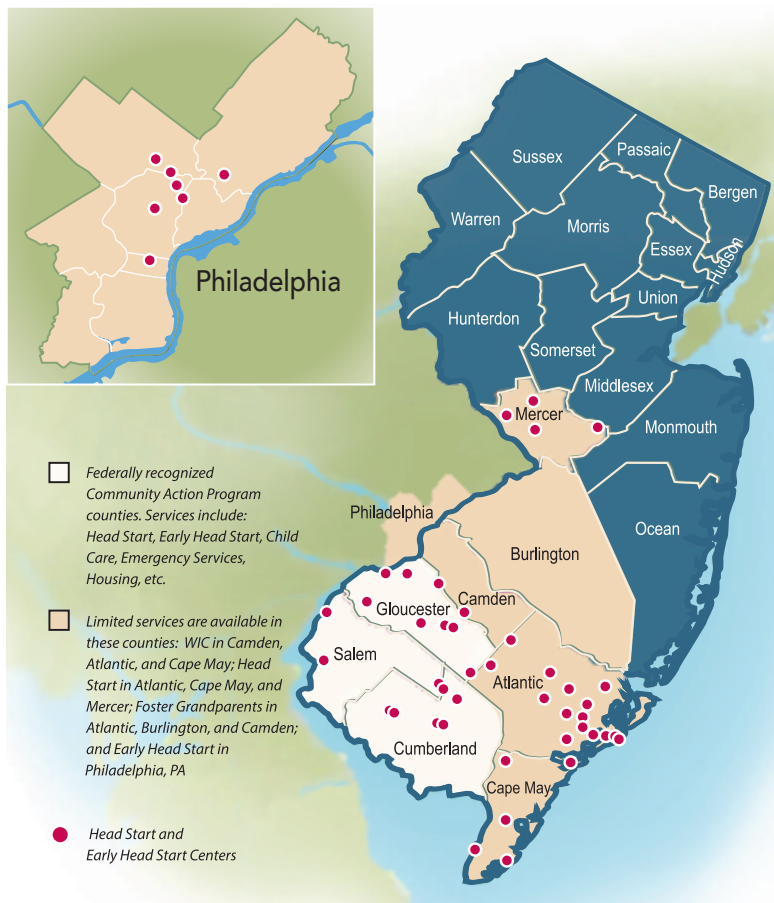 Philadelphia
Sussex
Passaic
Bergen
Warren
Morris
Essex
Hudson
Union
Hunterdon
Somerset
Middlesex
Mercer
Monmouth
Philadelphia
Ocean
Burlington
Camden
Gloucester
Salem
Atlantic
Cumberland
Cape May
Federally recognized
Community Action Program
counties. Services include:
Head Start, Early Head Start, Child
Care, Emergency Services,
Housing, etc.
Limited services are available in
these counties: WIC in Camden,
Atlantic, and Cape May; Head
Start in Atlantic, Cape May, and
Mercer; Foster Grandparents in
Atlantic, Burlington, and Camden;
and Early Head Start in
Philadelphia, PA
Head Start and
Early Head Start Centers